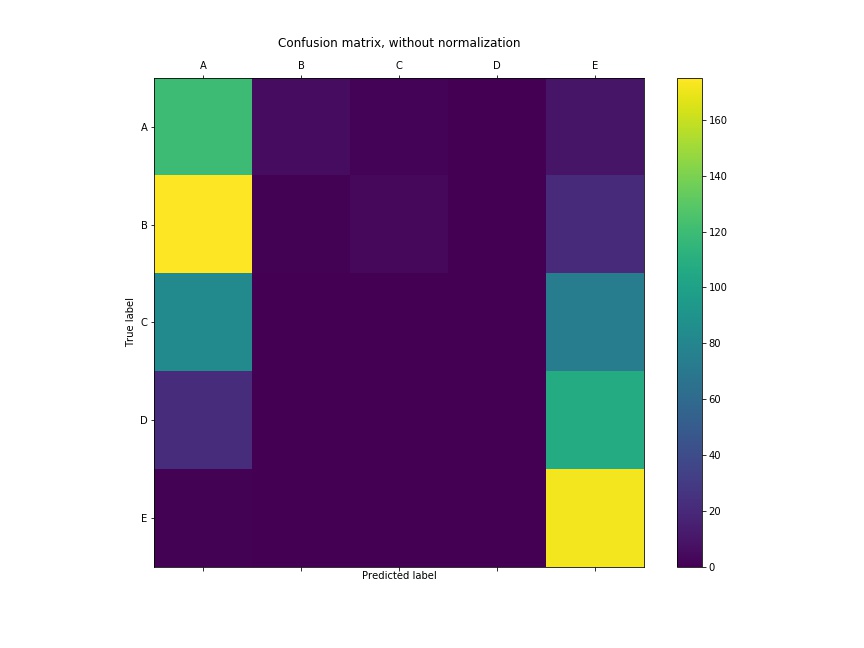 Confusion matrix, without normalization
A B C D E
A
B
C
D
E
True label
Predicted label
160
140
120
100
80
60
40
20
0